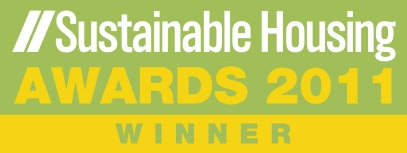 //Sustainable Housing
AWARDS 2011
WINNER